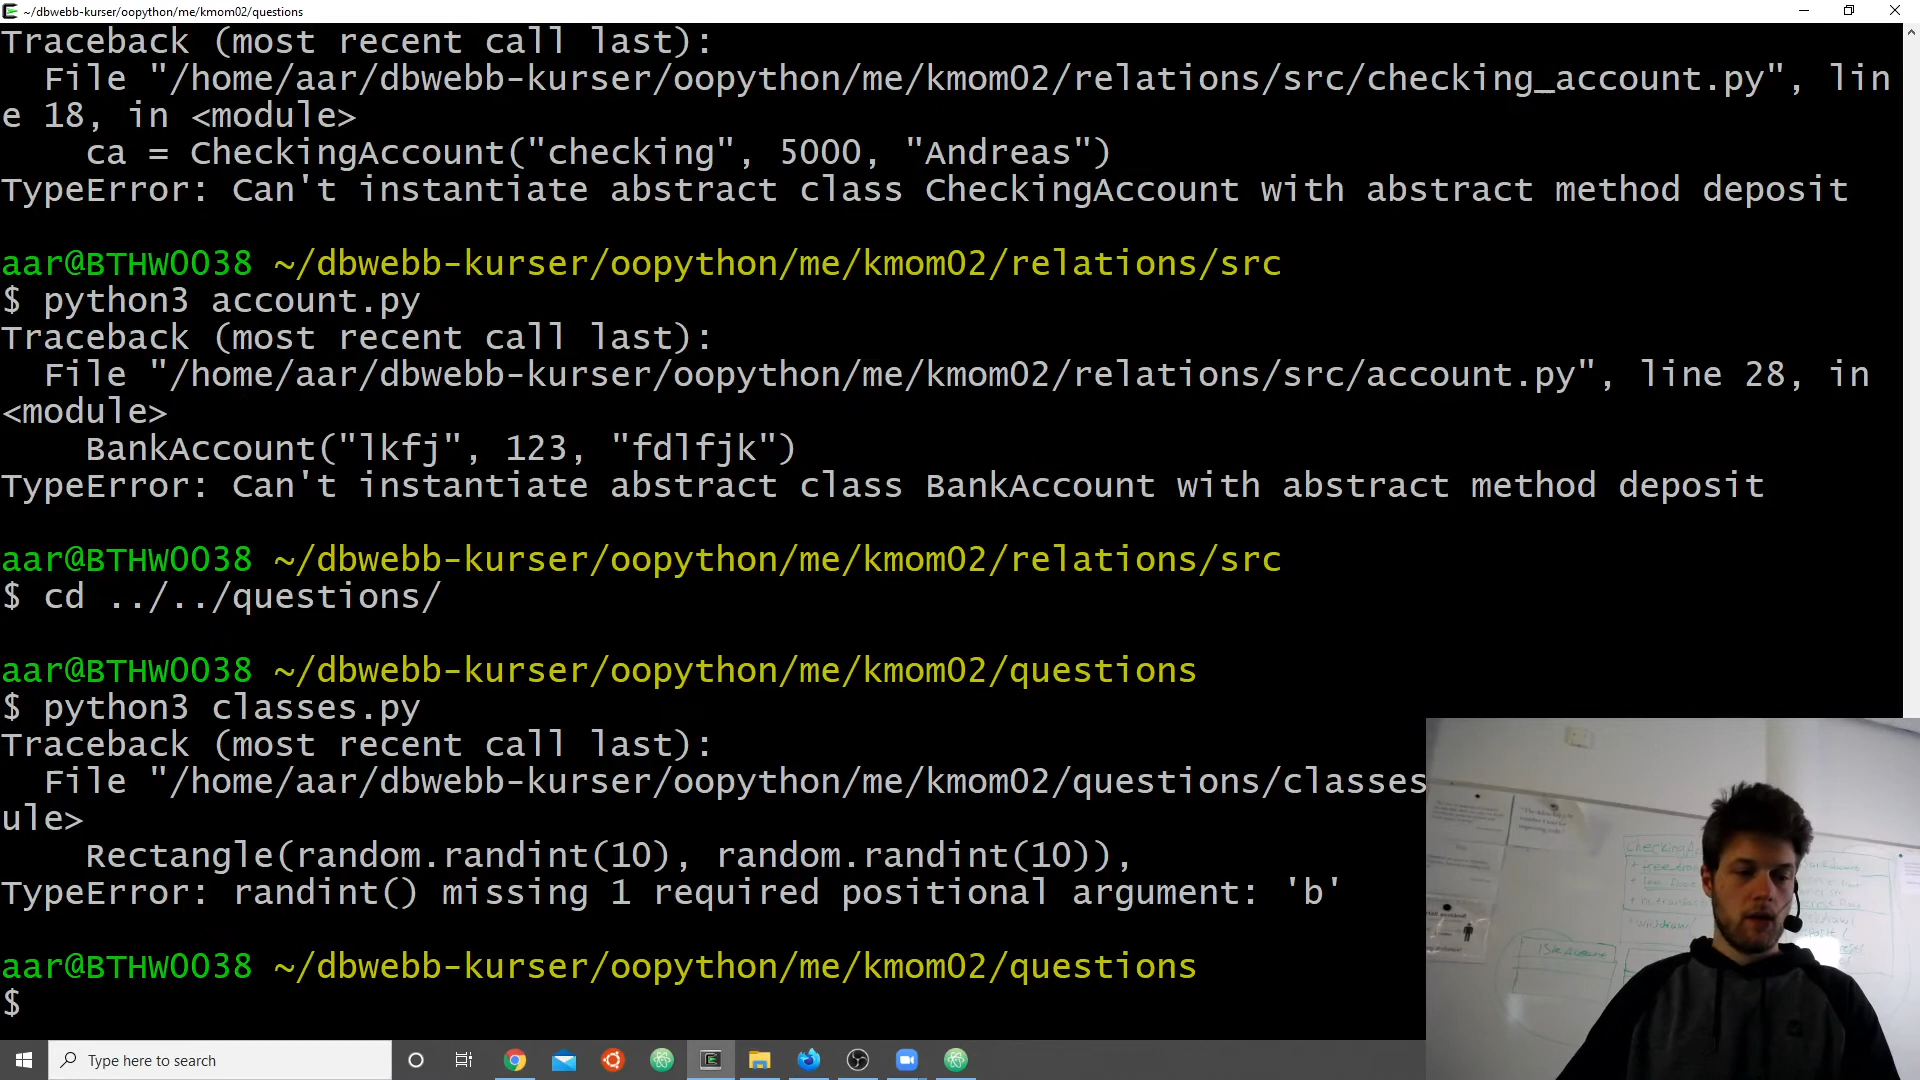 ~/dbwebb-kurser/oopython/me/kmom02/questions
Traceback (most recent call last):
  File "/home/aar/dbwebb-kurser/oopython/me/kmom02/relations/src/checking_account.py", lin
e 18, in <module>
    ca = CheckingAccount("checking", 5000, "Andreas")
TypeError: Can't instantiate abstract class CheckingAccount with abstract method deposit
aar@BTHW0038 ~/dbwebb-kurser/oopython/me/kmom02/relations/src
$ python3 account.py
Traceback (most recent call last):
  File "/home/aar/dbwebb-kurser/oopython/me/kmom02/relations/src/account.py", line 28, in
<module>
    BankAccount("lkfj", 123, "fdlfjk")
TypeError: Can't instantiate abstract class BankAccount with abstract method deposit
aar@BTHW0038 ~/dbwebb-kurser/oopython/me/kmom02/relations/src
$ cd ../../questions/
aar@BTHW0038 ~/dbwebb-kurser/oopython/me/kmom02/questions
$ python3 classes.py
Traceback (most recent call last):
  File "/home/aar/dbwebb-kurser/oopython/me/kmom02/questions/classes
ule>
    Rectangle(random.randint(10), random.randint(10)),
TypeError: randint() missing 1 required positional argument: 'b'
aar@BTHW0038 ~/dbwebb-kurser/oopython/me/kmom02/questions
$
Type here to search